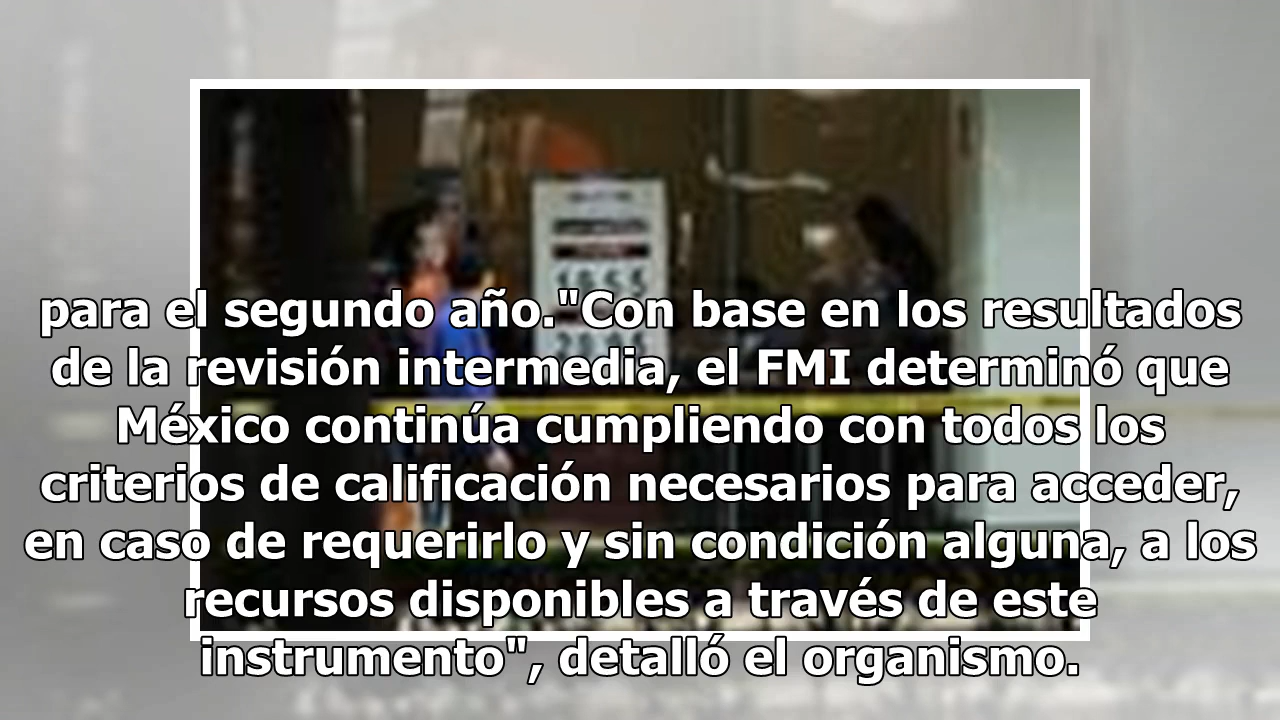 para el segundo año."Con base en los resultados
de la revisión intermedia, el FMI determinó que
México continúa cumpliendo con todos los
criterios de calificación necesarios para acceder,
en caso de requerirlo y sin condición alguna, a los
recursos disponibles a través de este
instrumento", detalló el organismo.